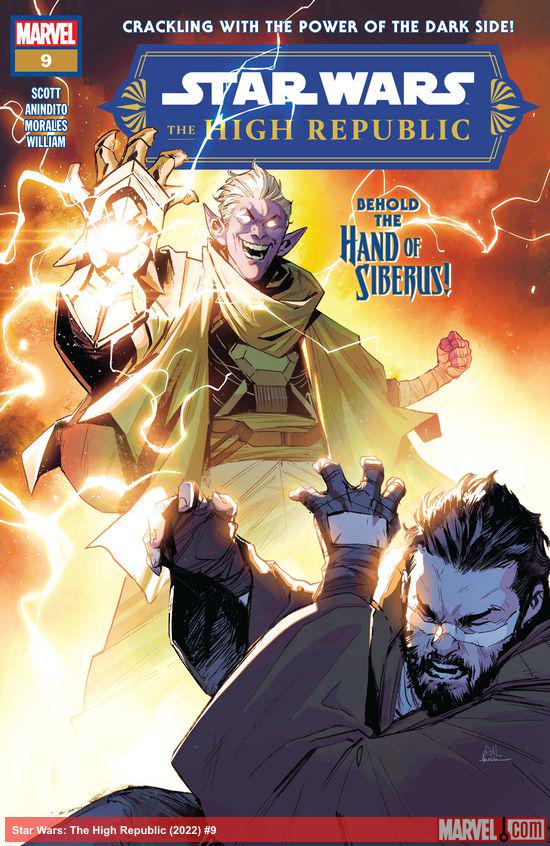 CRACKLING WITH THE POWER OF THE DARK SIDE!
MARVEL
9
SCOTT
ANINDITO
MORALES
WILLIAM
STAR WARS
THE HIGH REPUBLIC
BEHOLD
THE
HAND OF
SIBERUS!
Star Wars: The High Republic (2022) #9
MARVEL.com